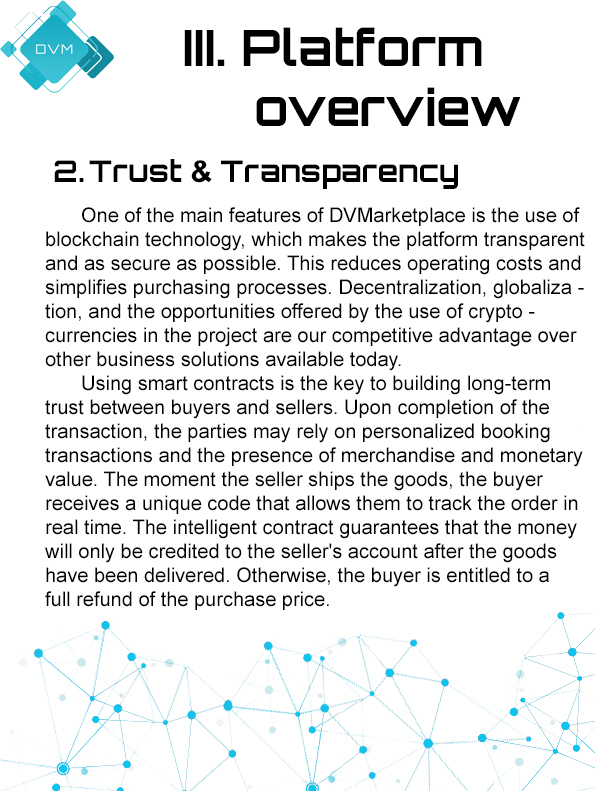 DVM
III. Platform
overview
2. Trust & Transparency
One of the main features of DVMarketplace is the use of
blockchain technology, which makes the platform transparent
and as secure as possible. This reduces operating costs and
simplifies purchasing processes. Decentralization, globaliza -
tion, and the opportunities offered by the use of crypto -
currencies in the project are our competitive advantage over
other business solutions available today.
Using smart contracts is the key to building long-term
trust between buyers and sellers. Upon completion of the
transaction, the parties may rely on personalized booking
transactions and the presence of merchandise and monetary
value. The moment the seller ships the goods, the buyer
receives a unique code that allows them to track the order in
real time. The intelligent contract guarantees that the money
will only be credited to the seller's account after the goods
have been delivered. Otherwise, the buyer is entitled to a
full refund of the purchase price.